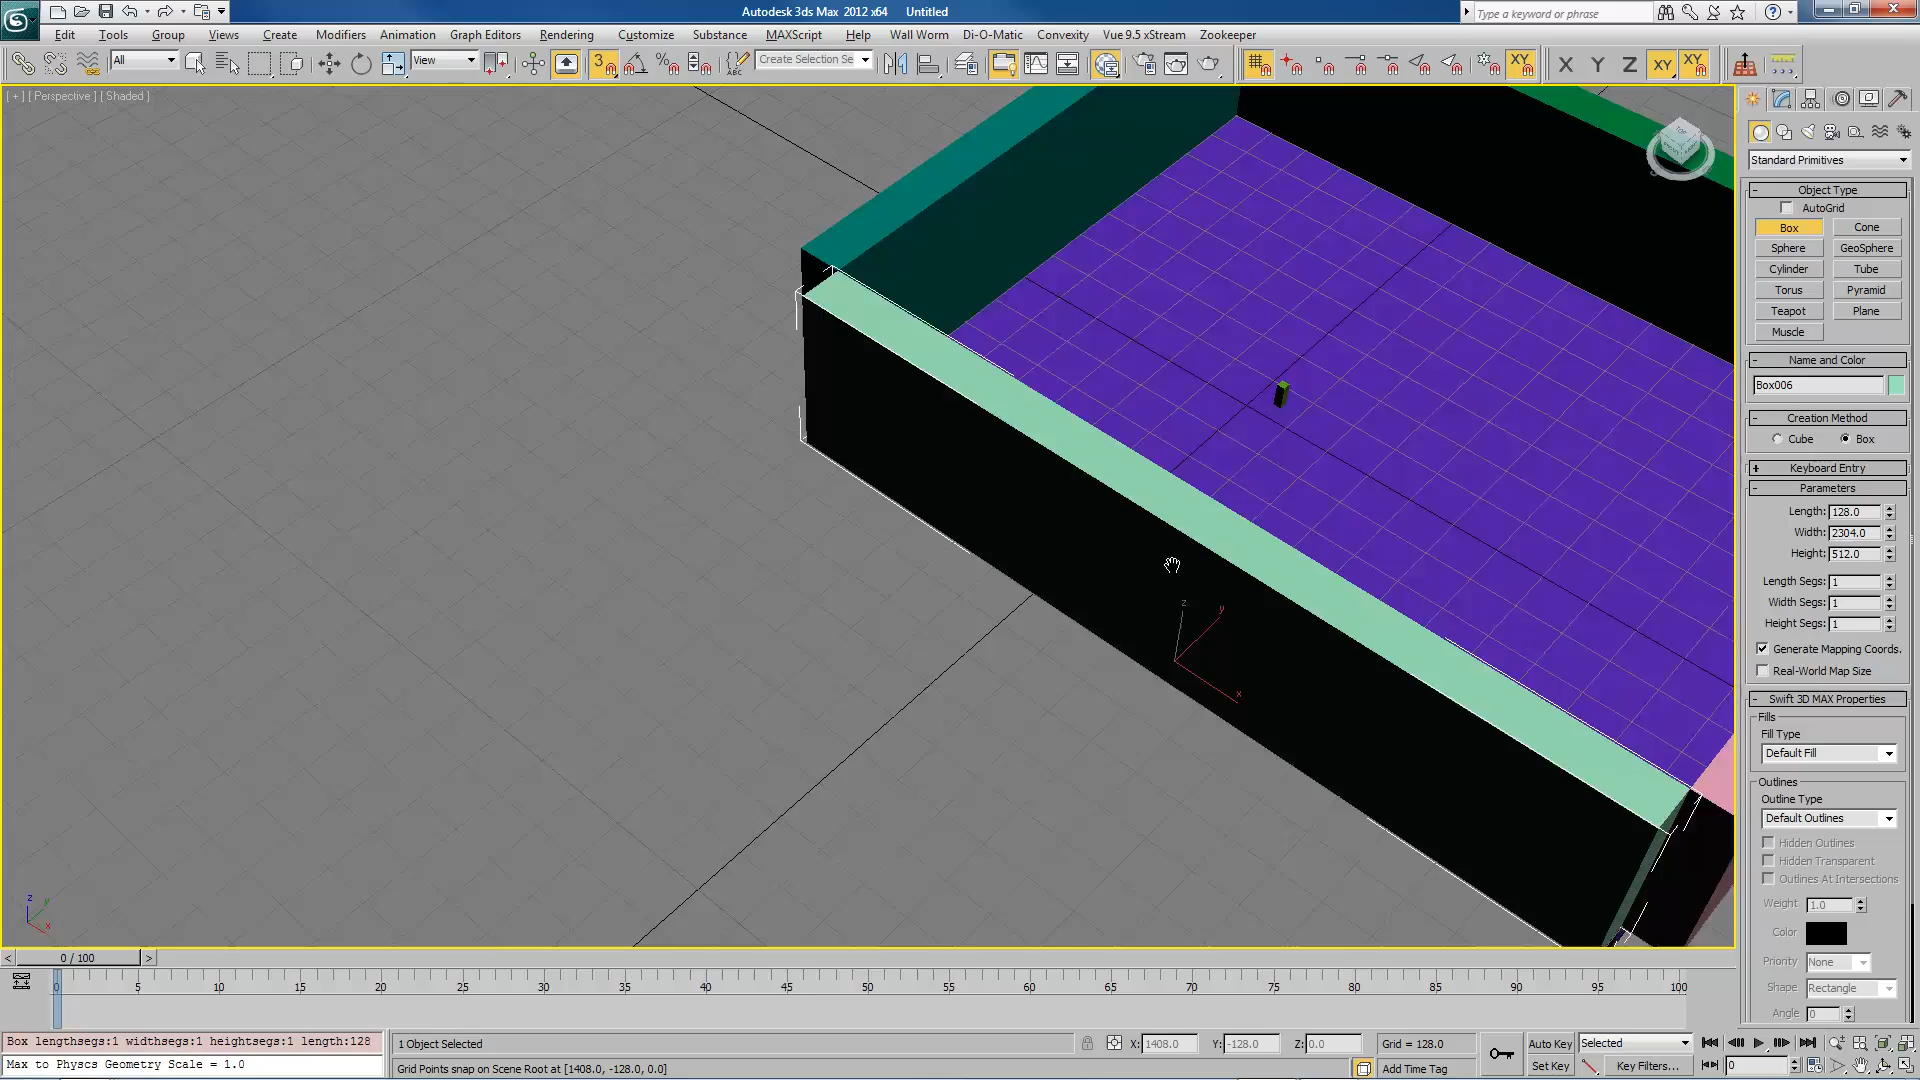 Autodesk 3ds Max 2012 x64 Untitled
Type a keyword or phrase
Edit Tools Group Views Create Modifiers Animation Graph Editors Rendering Customize Substance MAXScript Help Wall Worm Di-O-Matic Convexity Vue 9.5 xStream Zookeeper
All View 3 % ABC Create Selection Se XY X Y Z XY XY
[ + ] [ Perspective ] [ Shaded ]
Standard Primitives
Object Type
AutoGrid
Box Cone
Sphere GeoSphere
Cylinder Tube
Torus Pyramid
Teapot Plane
Muscle
Name and Color
Box006
Creation Method
Cube Box
Keyboard Entry
Parameters
Length: 128.0
Width: 2304.0
Height: 512.0
Length Segs: 1
Width Segs: 1
Height Segs: 1
Generate Mapping Coords.
Real-World Map Size
Swift 3D MAX Properties
Fills
Fill Type
Default Fill
Outlines
Outline Type
Default Outlines
Hidden Outlines
Hidden Transparent
Outlines At Intersections
Weight 1.0
Color
Priority None
Shape Rectangle
Angle 0
z y x
z y x
< 0 / 100 >
0 5 10 15 20 25 30 35 40 45 50 55 60 65 70 75 80 85 90 95 100
Box lengthsegs:1 widthsegs:1 heightsegs:1 length:128
Max to Physcs Geometry Scale = 1.0
1 Object Selected X: 1408.0 Y: -128.0 Z: 0.0 Grid = 128.0 Auto Key Selected
Grid Points snap on Scene Root at [1408.0, -128.0, 0.0] Add Time Tag Set Key Key Filters... 0